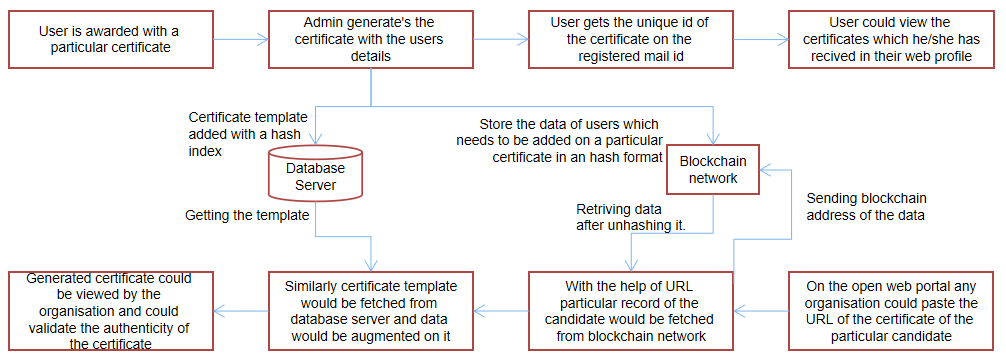 User is awarded with a
particular certificate
Admin generate's the
certificate with the users
details
User gets the unique id of
the certificate on the
registered mail id
User could view the
certificates which he/she has
recived in their web profile
Certificate template
added with a hash
index
Store the data of users which
needs to be added on a particular
certificate in an hash format
Database
Server
Blockchain
network
Getting the template
Retriving data
after unhashing it.
Sending blockchain
address of the data
Generated certificate could
be viewed by the
organisation and could
validate the authenticity of
the certificate
Similarly certificate template
would be fetched from
database server and data
would be augmented on it
With the help of URL
particular record of the
candidate would be fetched
from blockchain network
On the open web portal any
organisation could paste the
URL of the certificate of the
particular candidate